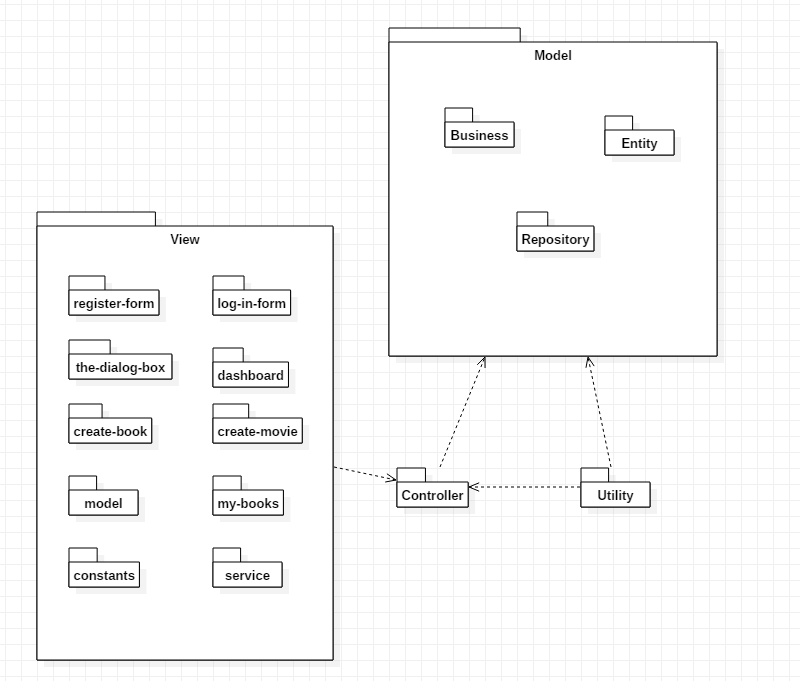 Model
Business
Entity
Repository
View
register-form
log-in-form
the-dialog-box
dashboard
create-book
create-movie
model
my-books
constants
service
Controller
Utility